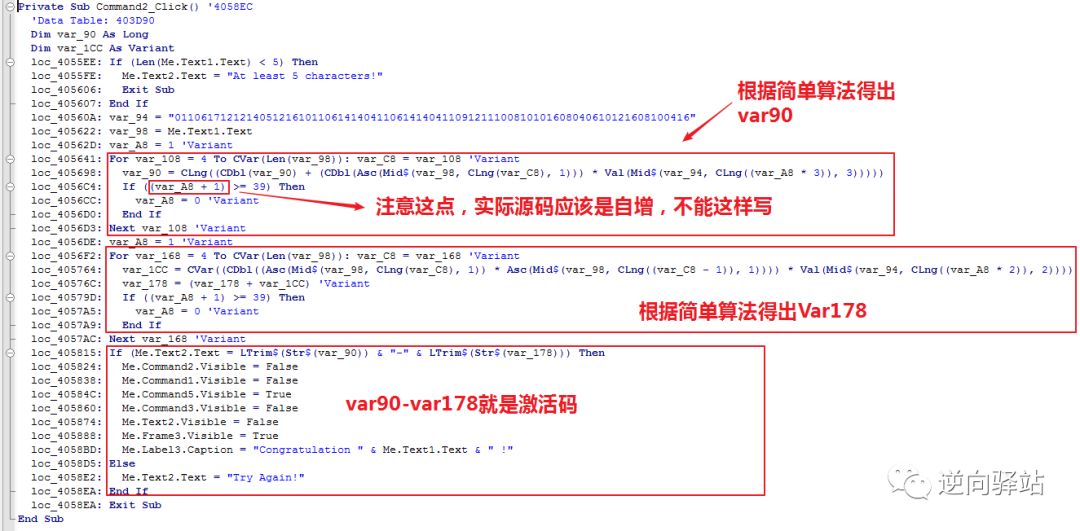 Private Sub Command2_Click() '4058EC
'Data Table: 403D90
Dim var_90 As Long
Dim var_1CC As Variant
loc_4055EE: If (Len(Me.Text1.Text) < 5) Then
loc_4055FE: Me.Text2.Text = "At least 5 characters!"
loc_405606: Exit Sub
loc_405607: End If
loc_40560A: var_94 = "0110617121214051216101106141404110614140411091211100810101608040610121608100416"
loc_405622: var_98 = Me.Text1.Text
loc_40562D: var_A8 = 1 'Variant
根据简单算法得出
var90
loc_405641: For var_108 = 4 To CVar(Len(var_98)): var_C8 = var_108 'Variant
loc_405698: var_90 = CLng((CDbl(var_90) + (CDbl(Asc(Mid$(var_98, CLng(var_C8), 1))) * Val(Mid$(var_94, CLng((var_A8 * 3)), 3)))))
loc_4056C4: If ((var_A8 + 1) >= 39) Then
loc_4056CC: var_A8 = 0 'Variant
注意这点，实际源码应该是自增，不能这样写
loc_4056D0: End If
loc_4056D3: Next var_108 'Variant
loc_4056DE: var_A8 = 1 'Variant
loc_4056F2: For var_168 = 4 To CVar(Len(var_98)): var_C8 = var_168 'Variant
loc_405764: var_1CC = CVar((CDbl((Asc(Mid$(var_98, CLng(var_C8), 1)) * Asc(Mid$(var_98, CLng((var_C8 - 1)), 1)))) * Val(Mid$(var_94, CLng((var_A8 * 2)), 2))))
loc_40576C: var_178 = (var_178 + var_1CC) 'Variant
loc_40579D: If ((var_A8 + 1) >= 39) Then
loc_4057A5: var_A8 = 0 'Variant
根据简单算法得出Var178
loc_4057A9: End If
loc_4057AC: Next var_168 'Variant
loc_405815: If (Me.Text2.Text = LTrim$(Str$(var_90)) & "-" & LTrim$(Str$(var_178))) Then
loc_405824: Me.Command2.Visible = False
loc_405838: Me.Command1.Visible = False
loc_40584C: Me.Command5.Visible = True
loc_405860: Me.Command3.Visible = False
var90-var178就是激活码
loc_405874: Me.Text2.Visible = False
loc_405888: Me.Frame3.Visible = True
loc_4058BD: Me.Label3.Caption = "Congratulation " & Me.Text1.Text & " !"
loc_4058D5: Else
loc_4058E2: Me.Text2.Text = "Try Again!"
loc_4058EA: End If
loc_4058EA: Exit Sub
End Sub
逆向驿站